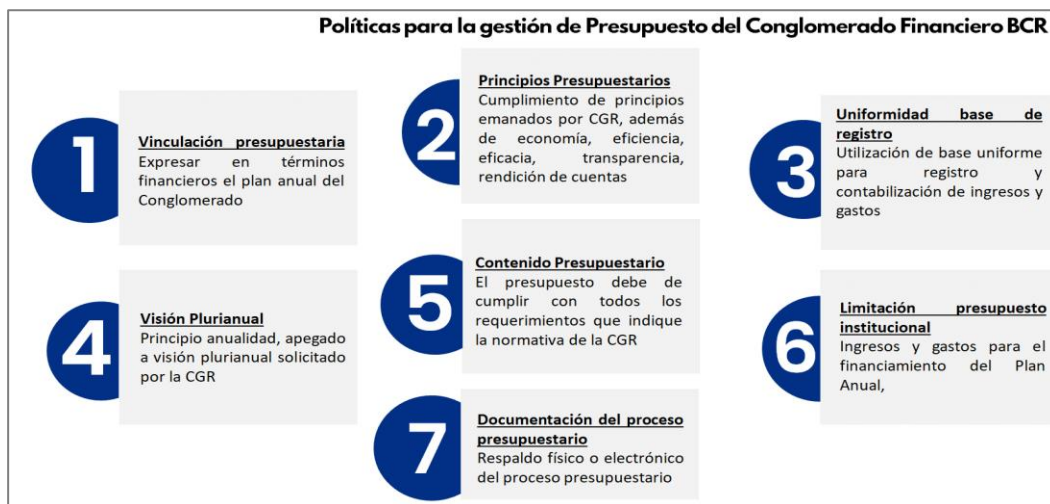 Políticas para la gestión de Presupuesto del Conglomerado Financiero BCR
1
Vinculación presupuestaria
Expresar en términos
financieros el plan anual del
Conglomerado
2
Principios Presupuestarios
Cumplimiento de principios
emanados por CGR, además
de economía, eficiencia,
eficacia, transparencia,
rendición de cuentas
3
Uniformidad base de
registro
Utilización de base uniforme
para registro y
contabilización de ingresos y
gastos
4
Visión Plurianual
Principio anualidad, apegado
a visión plurianual solicitado
por la CGR
5
Contenido Presupuestario
El presupuesto debe de
cumplir con todos los
requerimientos que indique
la normativa de la CGR
6
Limitación presupuesto
institucional
Ingresos y gastos para el
financiamiento del Plan
Anual,
7
Documentación del proceso
presupuestario
Respaldo físico o electrónico
del proceso presupuestario